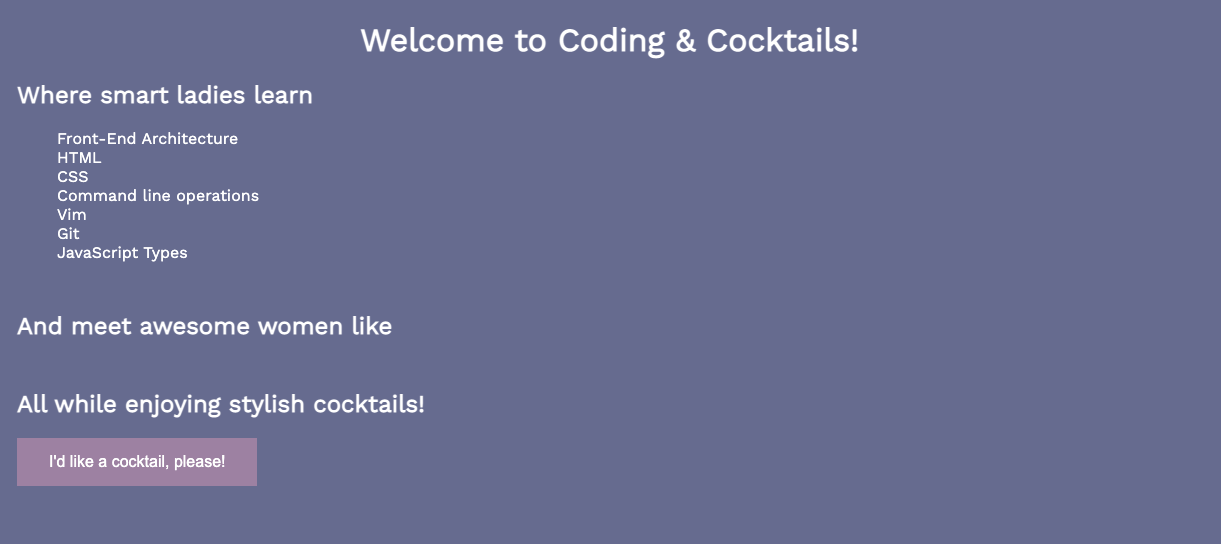 Welcome to Coding & Cocktails!
Where smart ladies learn
Front-End Architecture
HTML
CSS
Command line operations
Vim
Git
JavaScript Types
And meet awesome women like
All while enjoying stylish cocktails!
I'd like a cocktail, please!